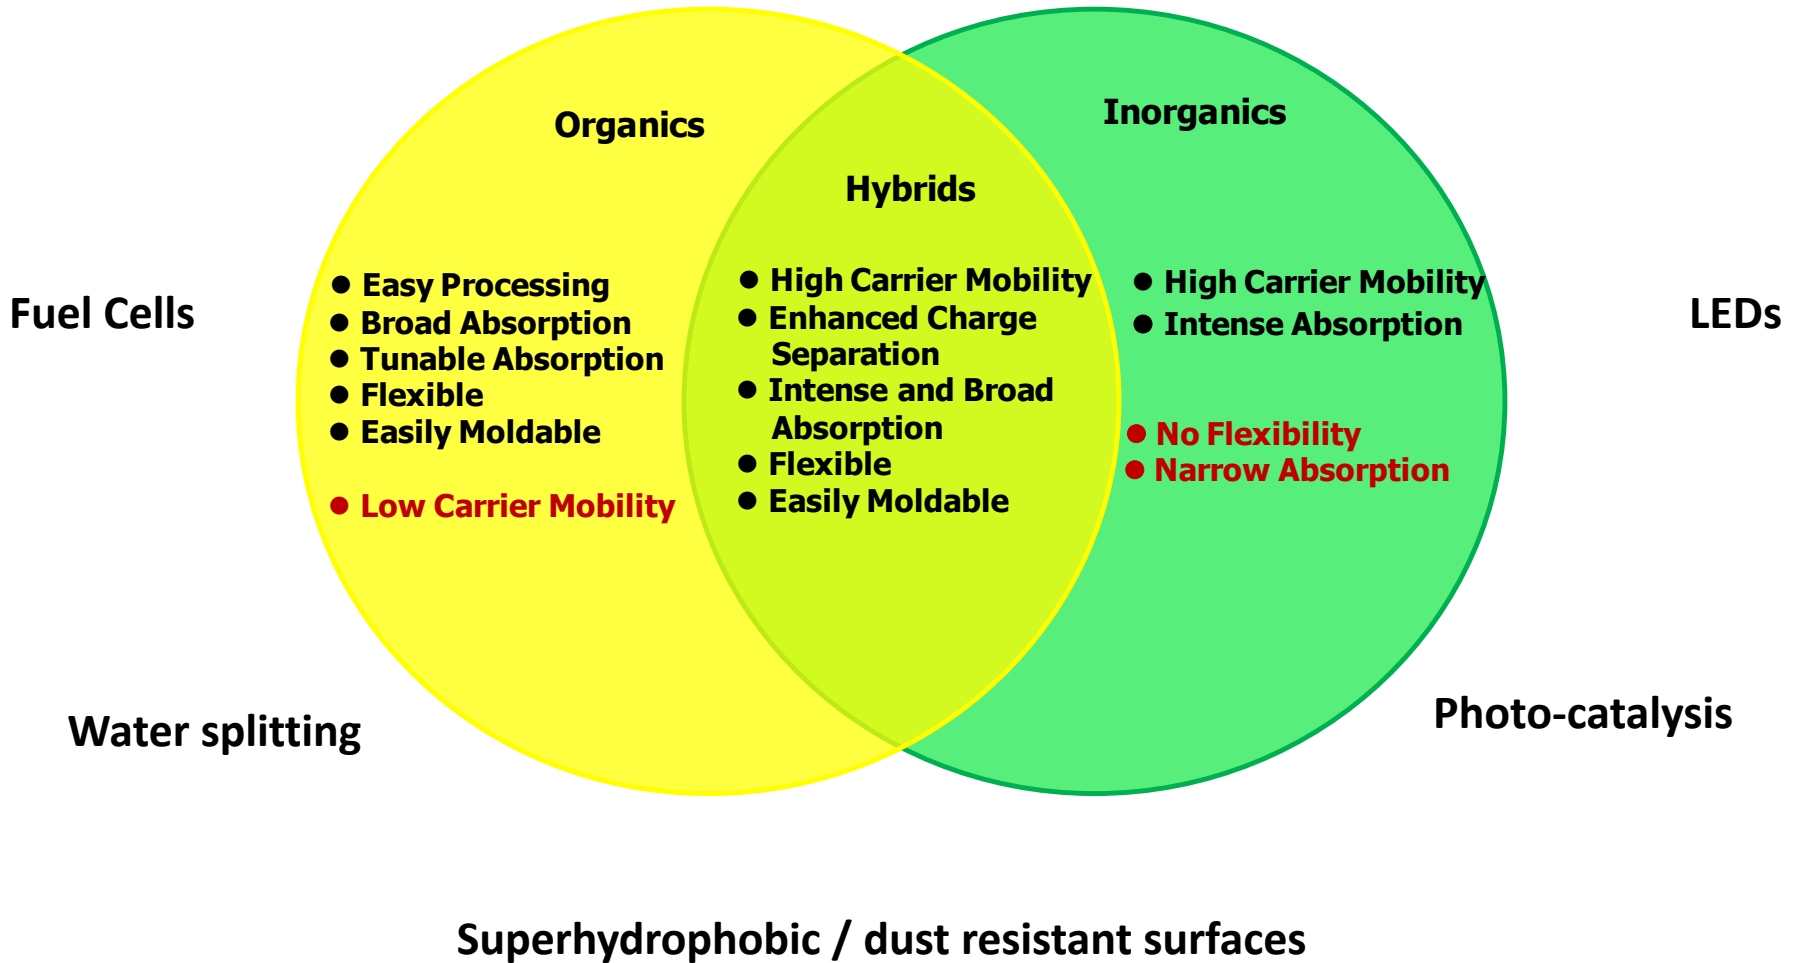 Organics
Inorganics
Hybrids
● Easy Processing
● Broad Absorption
● Tunable Absorption
● Flexible
● Easily Moldable
● Low Carrier Mobility
● High Carrier Mobility
● Enhanced Charge
Separation
● Intense and Broad
Absorption
● Flexible
● Easily Moldable
● High Carrier Mobility
● Intense Absorption
● No Flexibility
● Narrow Absorption
Fuel Cells
LEDs
Water splitting
Photo-catalysis
Superhydrophobic / dust resistant surfaces